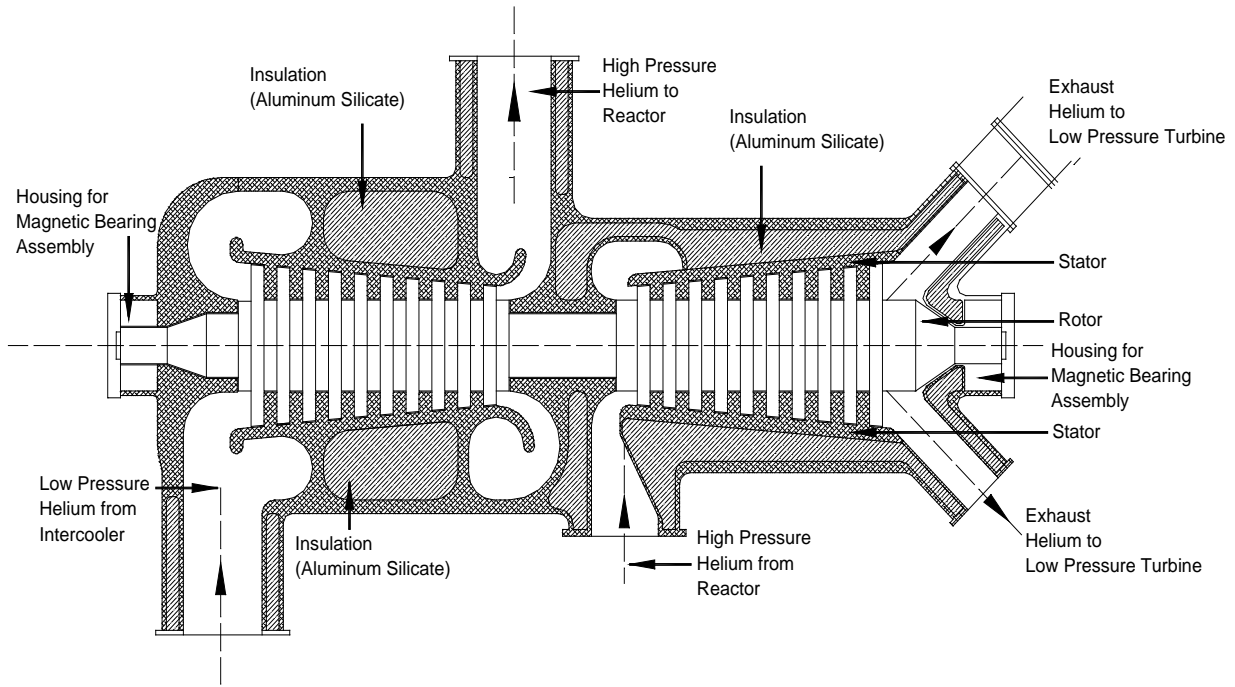 Insulation
(Aluminum Silicate)
High Pressure
Helium to
Reactor
Exhaust
Helium to
Low Pressure Turbine
Insulation
(Aluminum Silicate)
Housing for
Magnetic Bearing
Assembly
Stator
Rotor
Housing for
Magnetic Bearing
Assembly
Stator
Low Pressure
Helium from
Intercooler
Insulation
(Aluminum Silicate)
High Pressure
Helium from
Reactor
Exhaust
Helium to
Low Pressure Turbine